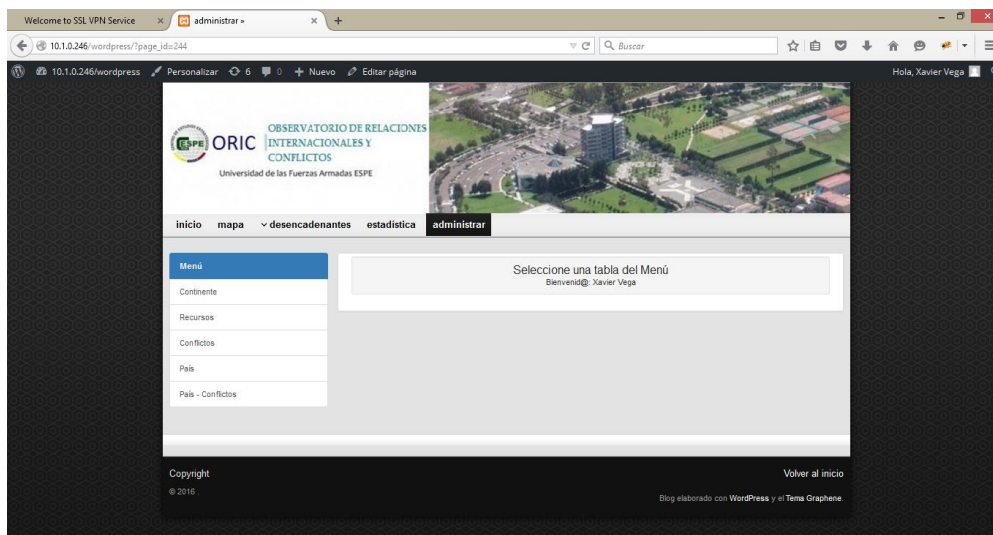 Welcome to SSL VPN Service
administrar »
10.1.0.246/wordpress/?page_id=244
Buscar
10.1.0.246/wordpress Personalizar 6 0 + Nuevo Editar página
Hola, Xavier Vega
ESPE
ORIC
OBSERVATORIO DE RELACIONES
INTERNACIONALES Y
CONFLICTOS
Universidad de las Fuerzas Armadas ESPE
inicio mapa desencadenantes estadística administrar
Menú
Continente
Recursos
Conflictos
País
País - Conflictos
Seleccione una tabla del Menú
Bienvenid@: Xavier Vega
Copyright
© 2016 .
Volver al inicio
Blog elaborado con WordPress y el Tema Graphene.